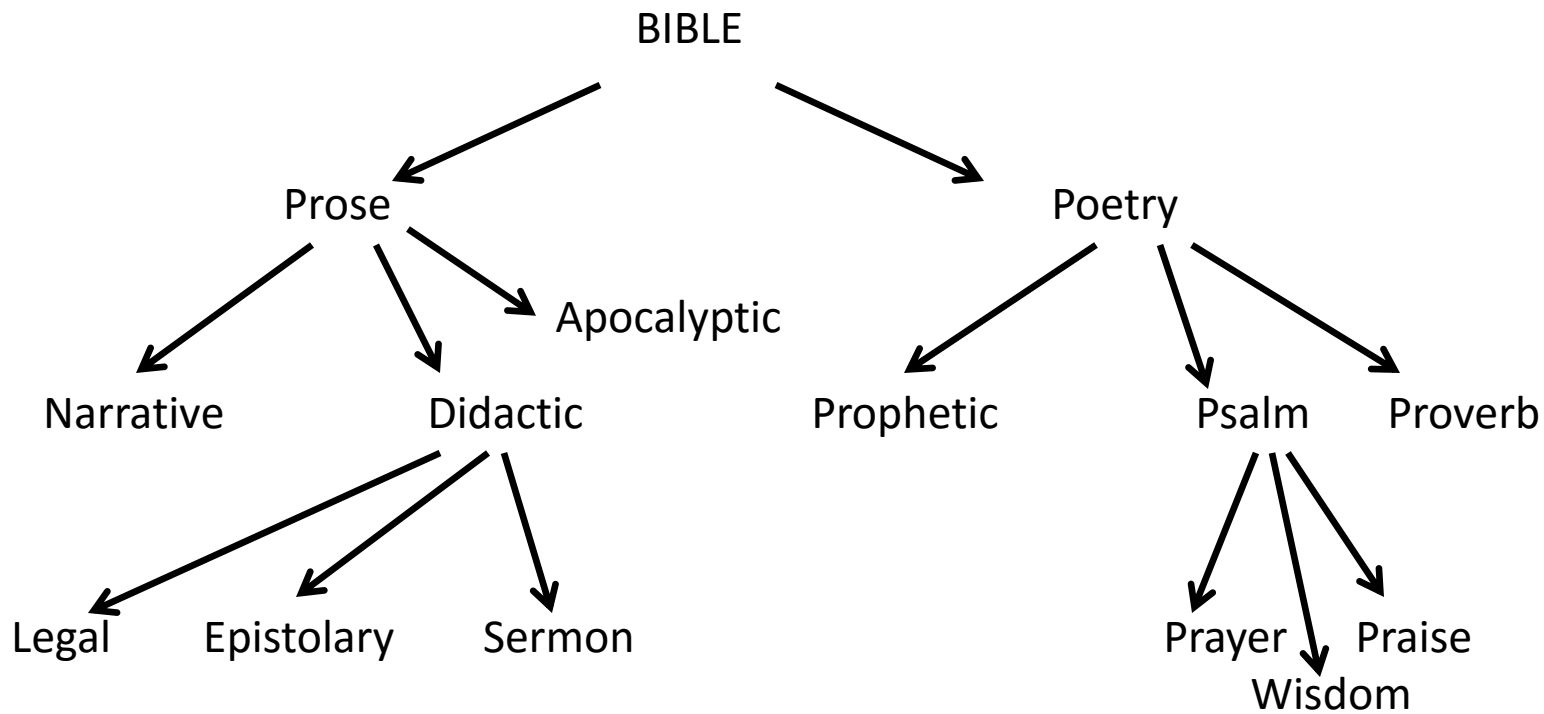 BIBLE
Prose
Poetry
Apocalyptic
Narrative
Didactic
Prophetic
Psalm
Proverb
Legal
Epistolary
Sermon
Prayer
Praise
Wisdom